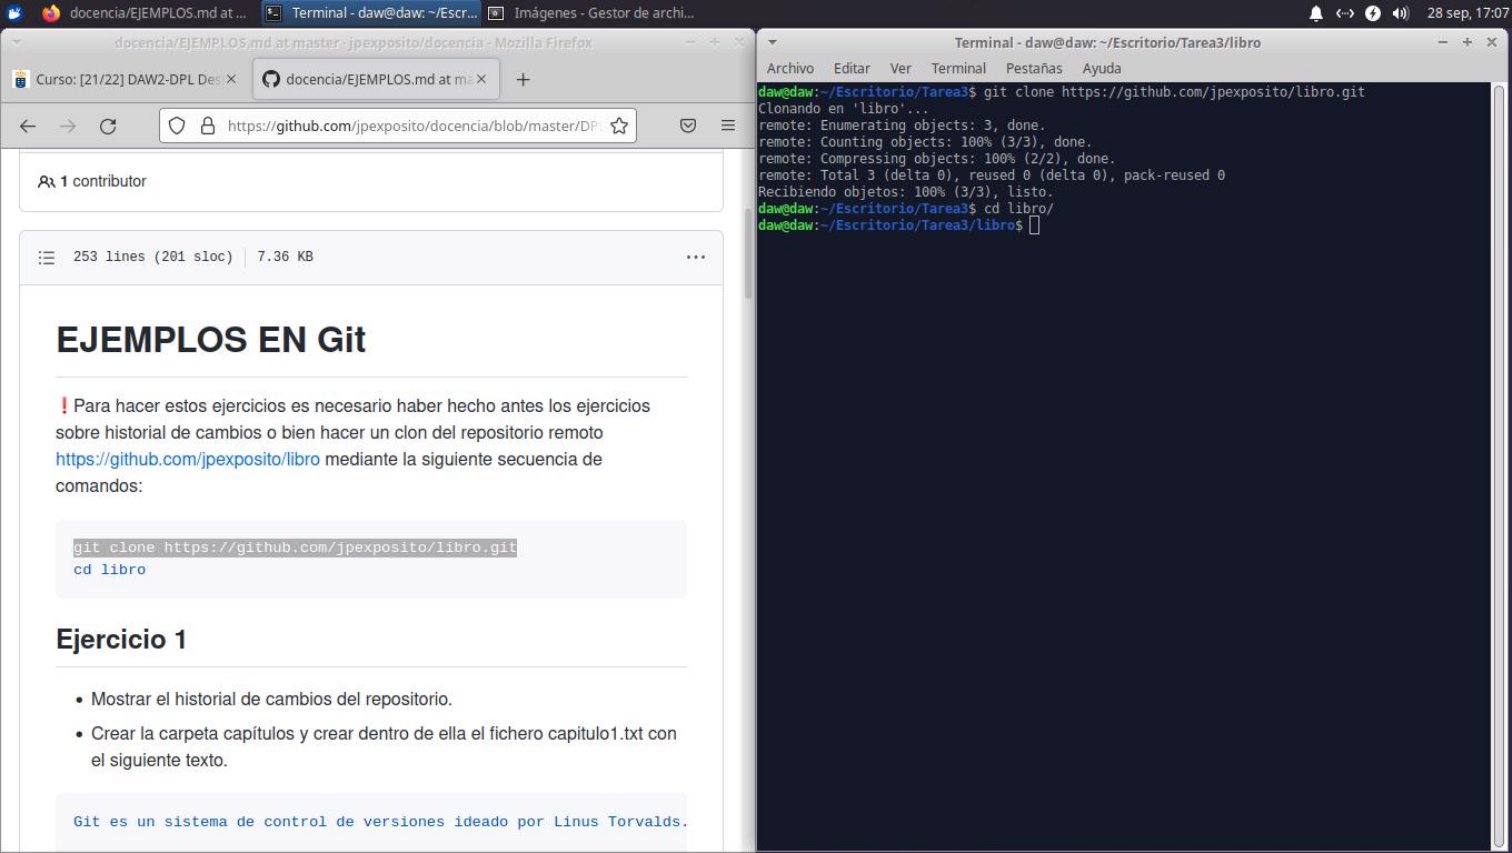 docencia/EJEMPLOS.md at ...
Terminal - daw@daw: ~/Escr...
Imágenes - Gestor de archi...
28 sep, 17:07
docencia/EJEMPLOS.md at master · jpexposito/docencia - Mozilla Firefox
Curso: [21/22] DAW2-DPL Des
docencia/EJEMPLOS.md at ma
https://github.com/jpexposito/docencia/blob/master/DP
1 contributor
253 lines (201 sloc)
7.36 KB
EJEMPLOS EN Git
❗Para hacer estos ejercicios es necesario haber hecho antes los ejercicios
sobre historial de cambios o bien hacer un clon del repositorio remoto
https://github.com/jpexposito/libro mediante la siguiente secuencia de
comandos:
git clone https://github.com/jpexposito/libro.git
cd libro
Ejercicio 1
• Mostrar el historial de cambios del repositorio.
• Crear la carpeta capítulos y crear dentro de ella el fichero capitulo1.txt con
el siguiente texto.
Git es un sistema de control de versiones ideado por Linus Torvalds.
Terminal - daw@daw: ~/Escritorio/Tarea3/libro
Archivo Editar Ver Terminal Pestañas Ayuda
daw@daw:~/Escritorio/Tarea3$ git clone https://github.com/jpexposito/libro.git
Clonando en 'libro'...
remote: Enumerating objects: 3, done.
remote: Counting objects: 100% (3/3), done.
remote: Compressing objects: 100% (2/2), done.
remote: Total 3 (delta 0), reused 0 (delta 0), pack-reused 0
Recibiendo objetos: 100% (3/3), listo.
daw@daw:~/Escritorio/Tarea3$ cd libro/
daw@daw:~/Escritorio/Tarea3/libro$